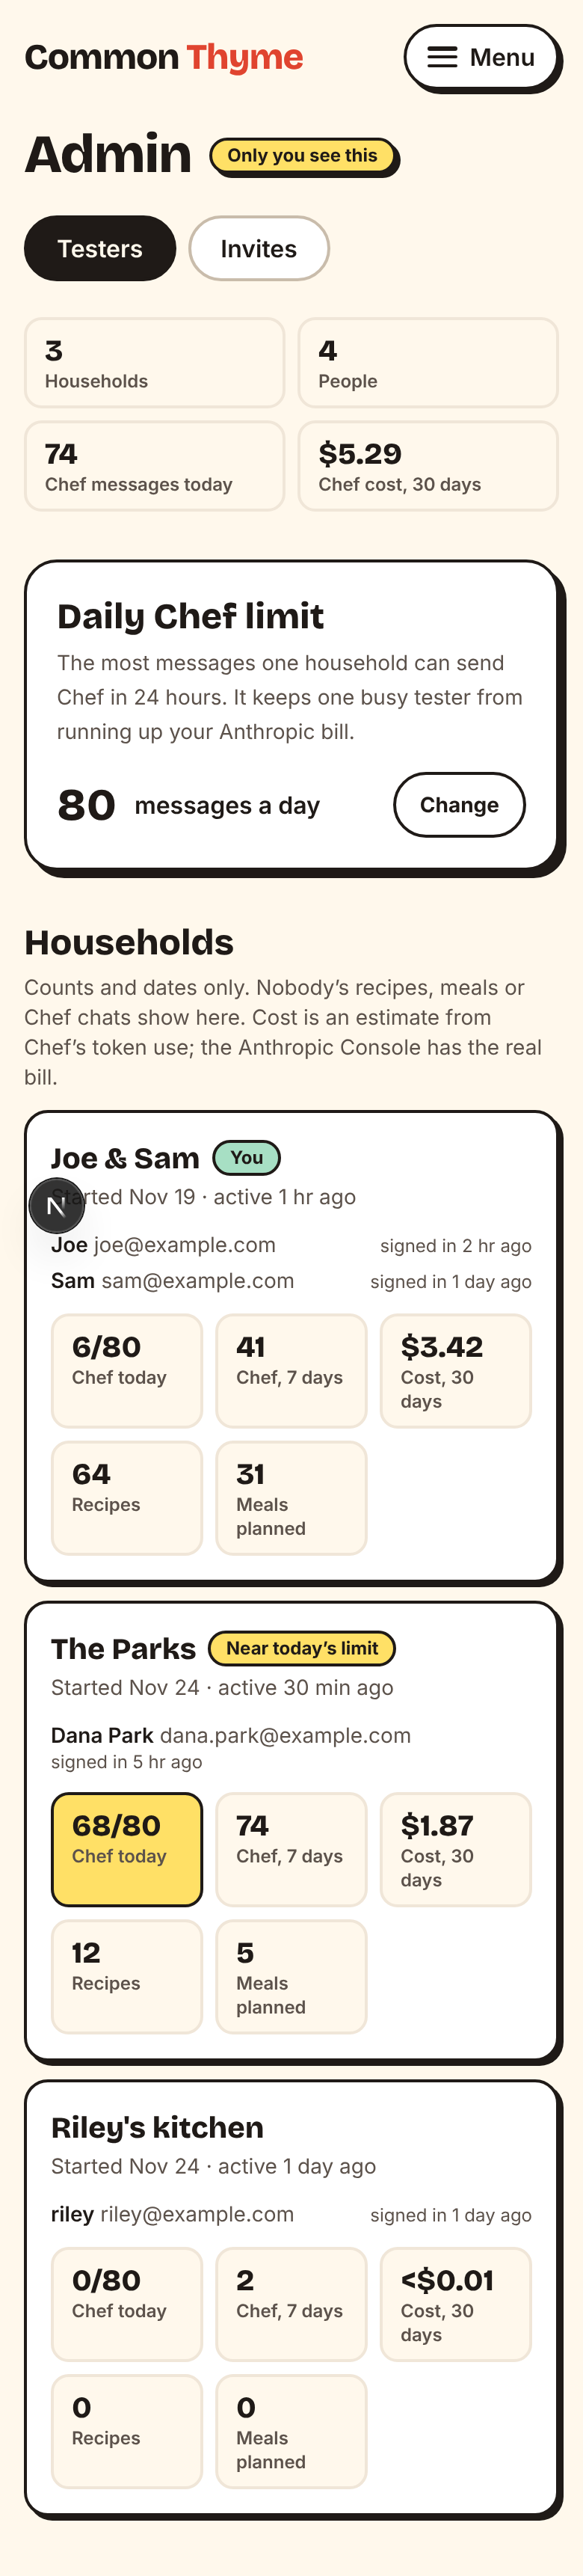 Common Thyme
Menu
Admin
Only you see this
Testers
Invites
3
Households
4
People
74
Chef messages today
$5.29
Chef cost, 30 days
Daily Chef limit
The most messages one household can send
Chef in 24 hours. It keeps one busy tester from
running up your Anthropic bill.
80 messages a day
Change
Households
Counts and dates only. Nobody’s recipes, meals or
Chef chats show here. Cost is an estimate from
Chef’s token use; the Anthropic Console has the real
bill.
Joe & Sam
You
Started Nov 19 · active 1 hr ago
N
Joe joe@example.com
signed in 2 hr ago
Sam sam@example.com
signed in 1 day ago
6/80
Chef today
41
Chef, 7 days
$3.42
Cost, 30
days
64
Recipes
31
Meals
planned
The Parks
Near today’s limit
Started Nov 24 · active 30 min ago
Dana Park dana.park@example.com
signed in 5 hr ago
68/80
Chef today
74
Chef, 7 days
$1.87
Cost, 30
days
12
Recipes
5
Meals
planned
Riley's kitchen
Started Nov 24 · active 1 day ago
riley riley@example.com
signed in 1 day ago
0/80
Chef today
2
Chef, 7 days
<$0.01
Cost, 30
days
0
Recipes
0
Meals
planned